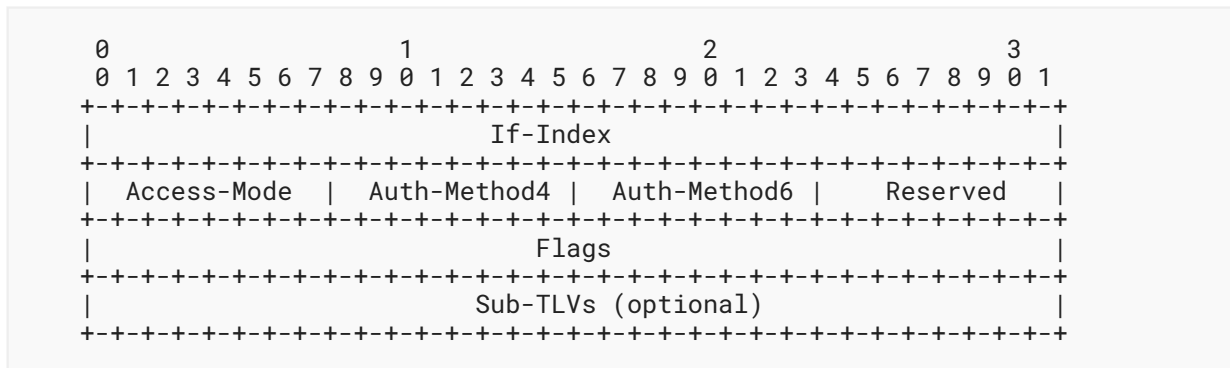 0                   1                   2                   3
 0 1 2 3 4 5 6 7 8 9 0 1 2 3 4 5 6 7 8 9 0 1 2 3 4 5 6 7 8 9 0 1
+-+-+-+-+-+-+-+-+-+-+-+-+-+-+-+-+-+-+-+-+-+-+-+-+-+-+-+-+-+-+-+-+
|                          If-Index                             |
+-+-+-+-+-+-+-+-+-+-+-+-+-+-+-+-+-+-+-+-+-+-+-+-+-+-+-+-+-+-+-+-+
|  Access-Mode  |  Auth-Method4 |  Auth-Method6 |    Reserved   |
+-+-+-+-+-+-+-+-+-+-+-+-+-+-+-+-+-+-+-+-+-+-+-+-+-+-+-+-+-+-+-+-+
|                             Flags                             |
+-+-+-+-+-+-+-+-+-+-+-+-+-+-+-+-+-+-+-+-+-+-+-+-+-+-+-+-+-+-+-+-+
|                         Sub-TLVs (optional)                   |
+-+-+-+-+-+-+-+-+-+-+-+-+-+-+-+-+-+-+-+-+-+-+-+-+-+-+-+-+-+-+-+-+